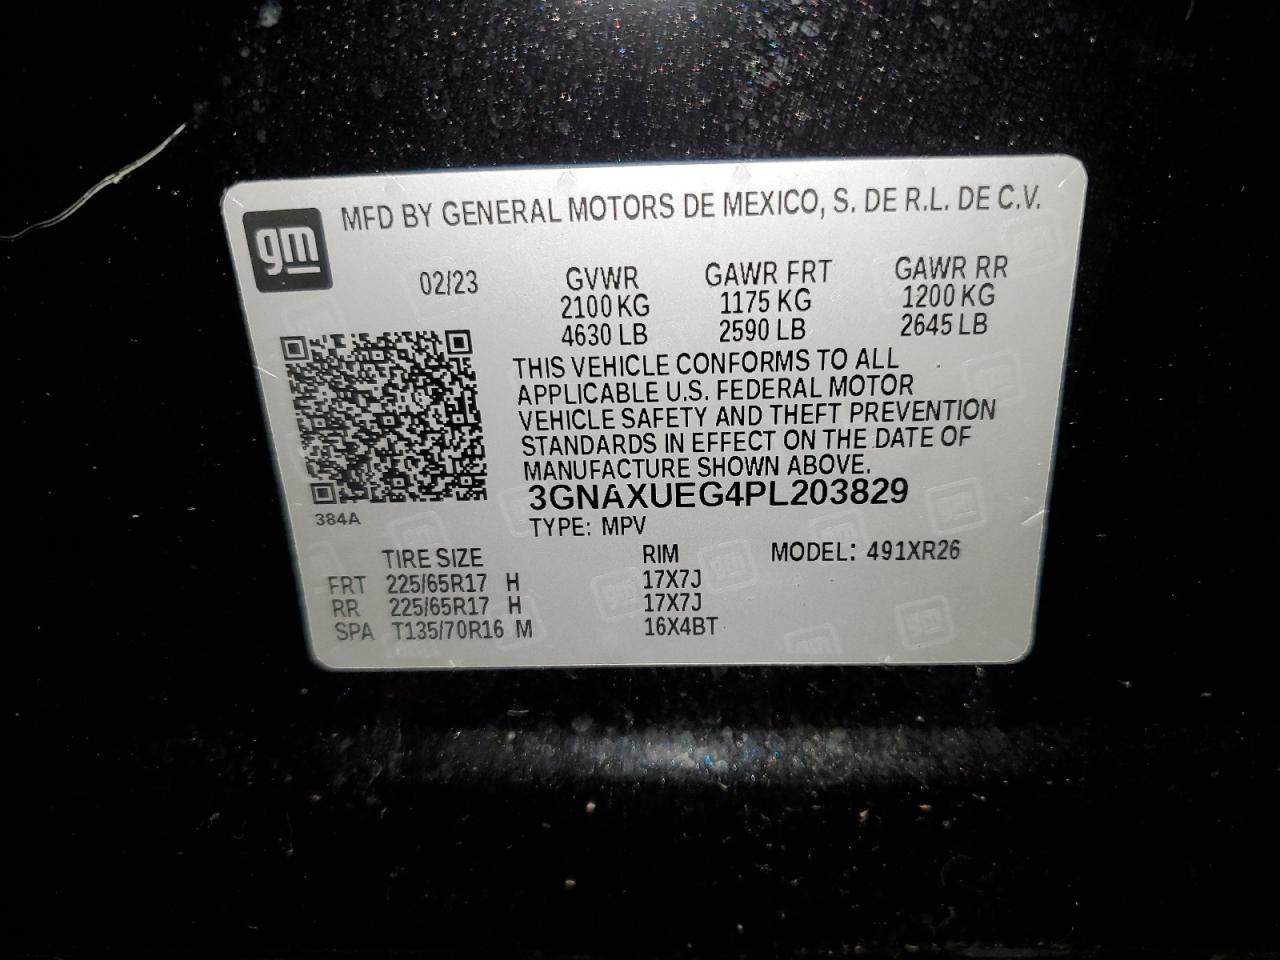 gm
MFD BY GENERAL MOTORS DE MEXICO, S. DE R.L. DE C.V.
02/23 GVWR GAWR FRT GAWR RR
2100 KG 1175 KG 1200 KG
4630 LB 2590 LB 2645 LB
THIS VEHICLE CONFORMS TO ALL
APPLICABLE U.S. FEDERAL MOTOR
VEHICLE SAFETY AND THEFT PREVENTION
STANDARDS IN EFFECT ON THE DATE OF
MANUFACTURE SHOWN ABOVE.
3GNAXUEG4PL203829
384A
TYPE: MPV
TIRE SIZE RIM MODEL: 491XR26
FRT 225/65R17 H 17X7J
RR 225/65R17 H 17X7J
SPA T135/70R16 M 16X4BT